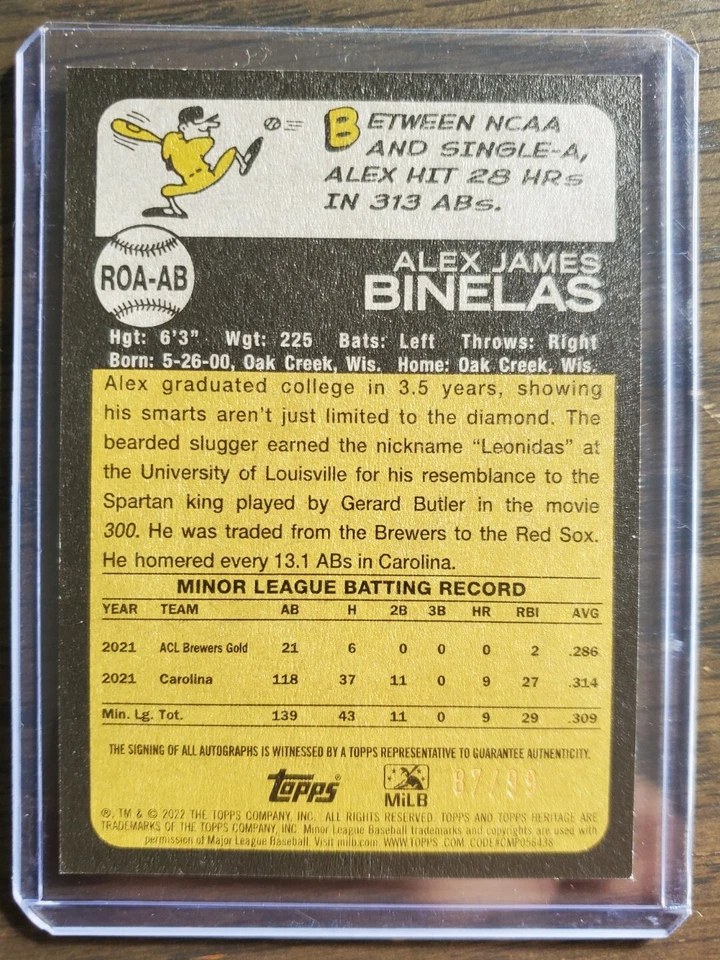 BETWEEN NCAA
AND SINGLE-A,
ALEX HIT 28 HRs
IN 313 ABs.
ROA-AB
ALEX JAMES
BINELAS
Hgt: 6'3" Wgt: 225 Bats: Left Throws: Right
Born: 5-26-00, Oak Creek, Wis. Home: Oak Creek, Wis.
Alex graduated college in 3.5 years, showing
his smarts aren't just limited to the diamond. The
bearded slugger earned the nickname “Leonidas” at
the University of Louisville for his resemblance to the
Spartan king played by Gerard Butler in the movie
300. He was traded from the Brewers to the Red Sox.
He homered every 13.1 ABs in Carolina.
MINOR LEAGUE BATTING RECORD
YEAR TEAM AB H 2B 3B HR RBI AVG
2021 ACL Brewers Gold 21 6 0 0 0 2 .286
2021 Carolina 118 37 11 0 9 27 .314
Min. Lg. Tot. 139 43 11 0 9 29 .309
THE SIGNING OF ALL AUTOGRAPHS IS WITNESSED BY A TOPPS REPRESENTATIVE TO GUARANTEE AUTHENTICITY.
topps® MiLB 87/99
®, TM & © 2022 THE TOPPS COMPANY, INC. ALL RIGHTS RESERVED. TOPPS AND TOPPS HERITAGE ARE
TRADEMARKS OF THE TOPPS COMPANY, INC. Minor League Baseball trademarks and copyrights are used with
permission of Major League Baseball. Visit milb.com. WWW.TOPPS.COM. CODE#CMP056438